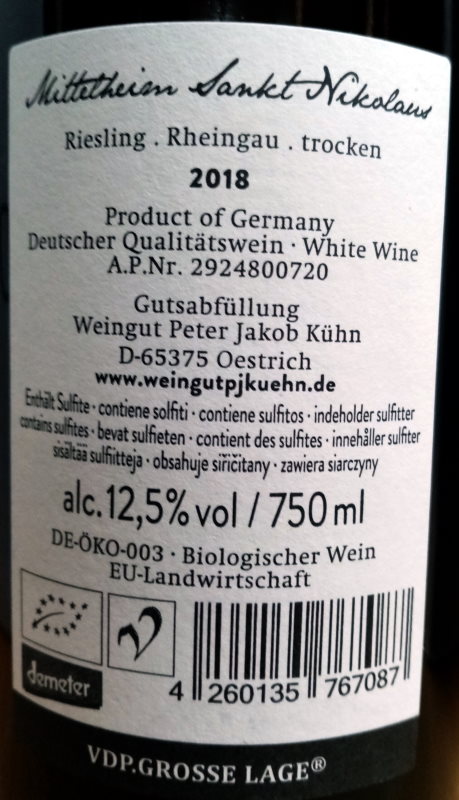 Mittelheim Sankt Nikolaus
Riesling . Rheingau . trocken
2018
Product of Germany
Deutscher Qualitätswein · White Wine
A.P.Nr. 2924800720
Gutsabfüllung
Weingut Peter Jakob Kühn
D-65375 Oestrich
www.weingutpjkuehn.de
Enthält Sulfite · contiene solfiti · contiene sulfitos · indeholder sulfitter
contains sulfites · bevat sulfieten · contient des sulfites · innehåller sulfiter
sisältää sulfiitteja · obsahuje siřičitany · zawiera siarczyny
alc. 12,5% vol / 750 ml
DE-ÖKO-003 · Biologischer Wein
EU-Landwirtschaft
demeter
4 260135 767087
VDP.GROSSE LAGE®